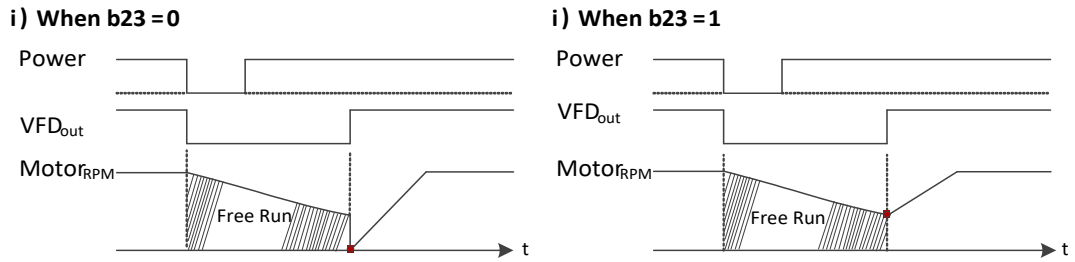 i) When b23 = 0
Power
VFDout
MotorRPM
Free Run
t
i) When b23 = 1
Power
VFDout
MotorRPM
Free Run
t